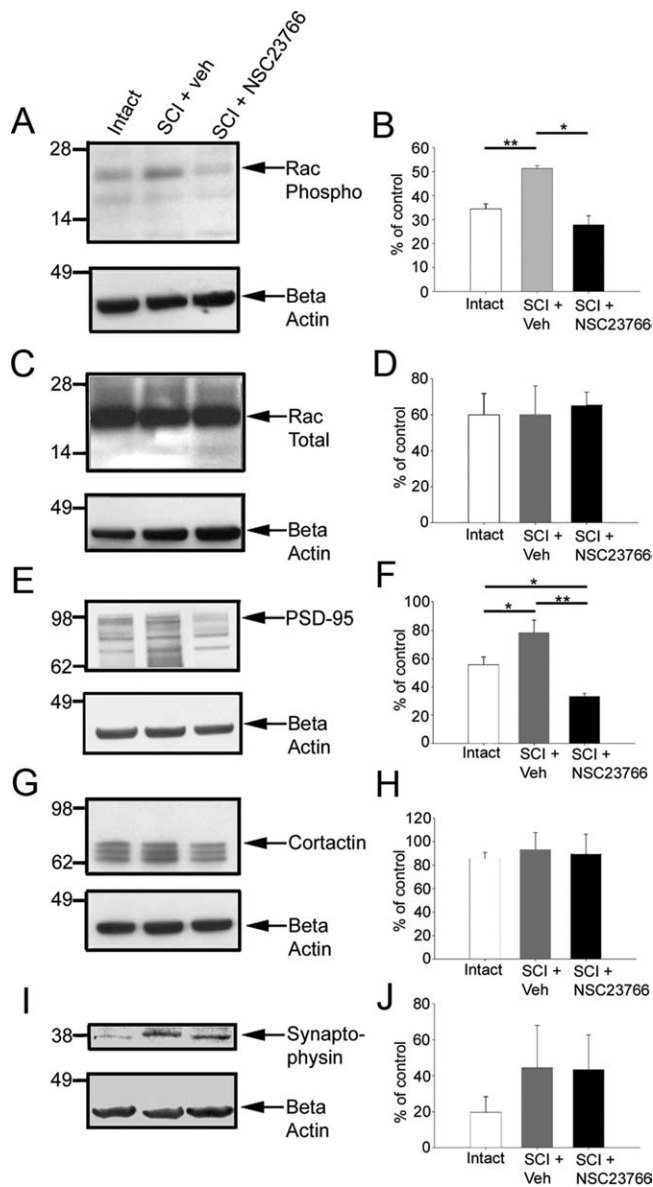 Intact
SCI + veh
SCI + NSC23766
A
28
14
Rac
Phospho
49
Beta
Actin
B
% of control
60
50
40
30
20
10
0
**
*
Intact
SCI +
Veh
SCI +
NSC23766
C
28
14
Rac
Total
49
Beta
Actin
D
% of control
80
60
40
20
0
Intact
SCI +
Veh
SCI +
NSC23766
E
98
62
PSD-95
49
Beta
Actin
F
% of control
100
80
60
40
20
0
*
*
**
Intact
SCI +
Veh
SCI +
NSC23766
G
98
62
Cortactin
49
Beta
Actin
H
% of control
120
100
80
60
40
20
0
Intact
SCI +
Veh
SCI +
NSC23766
I
38
Synapto-
physin
49
Beta
Actin
J
% of control
80
60
40
20
0
Intact
SCI +
Veh
SCI +
NSC23766